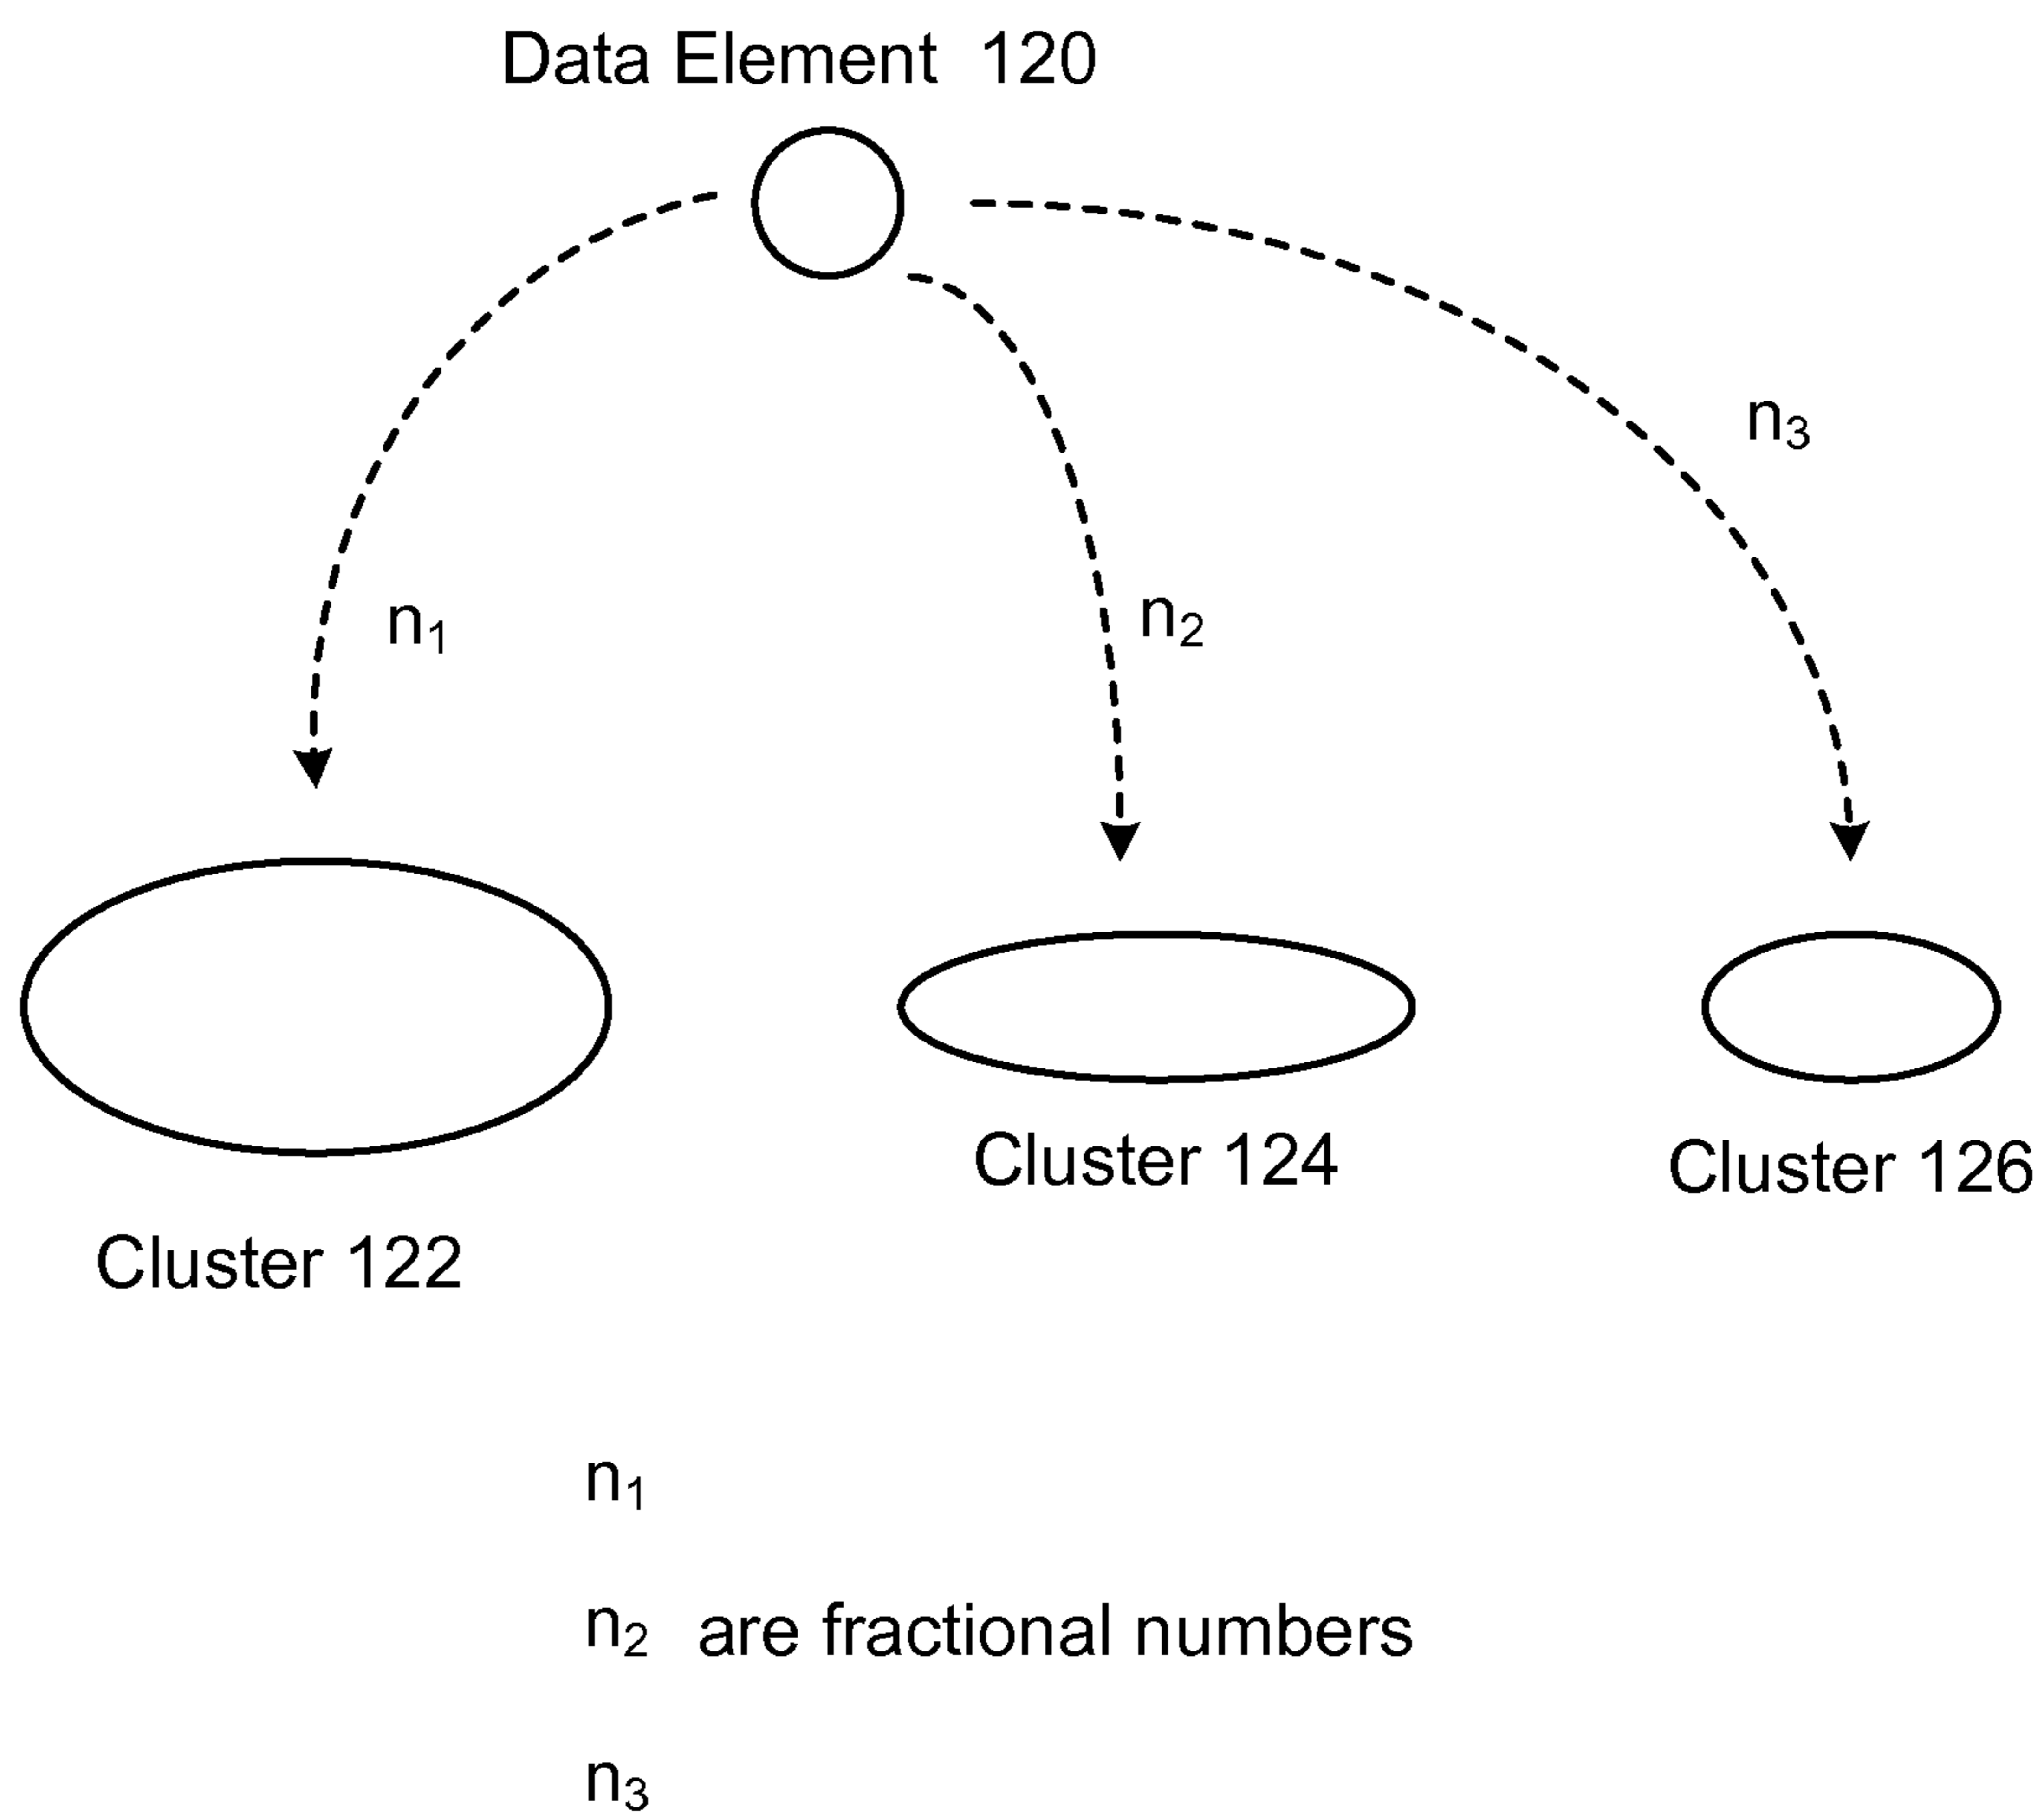 Data Element 120
n3
n1
n2
Cluster 124
Cluster 126
Cluster 122
n1
n2 are fractional numbers
n3